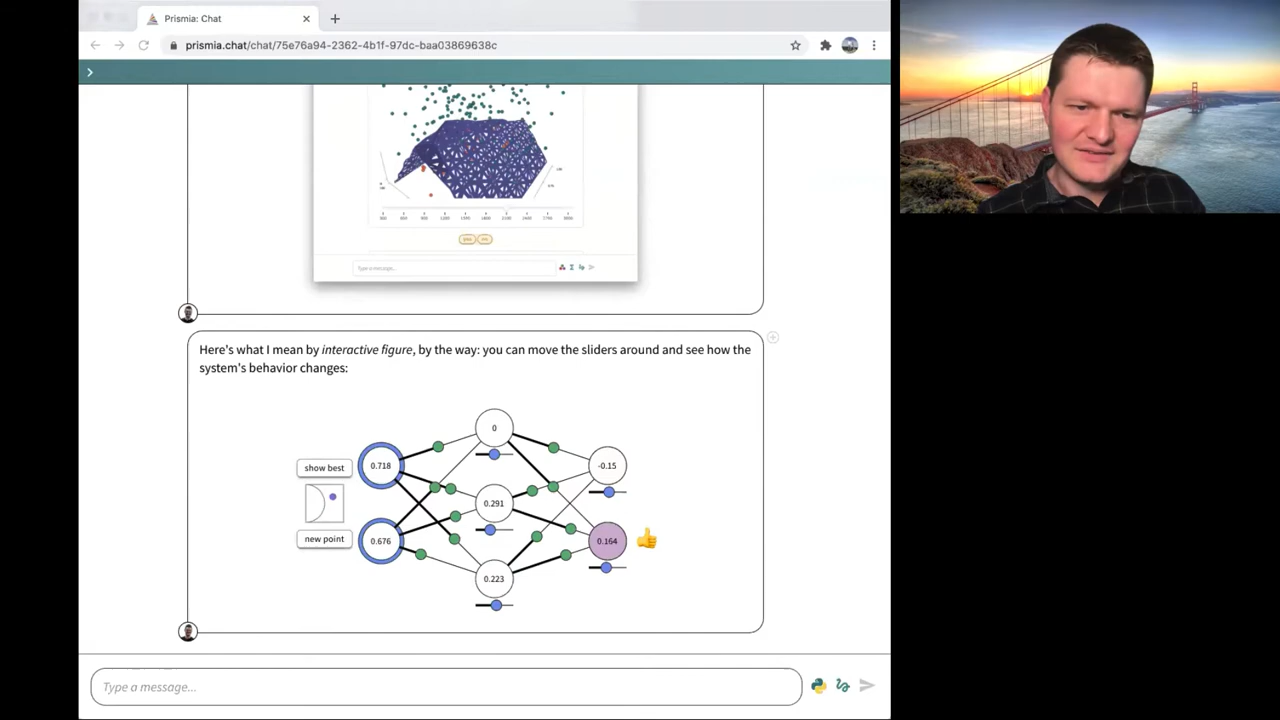 Prismia: Chat
prismia.chat/chat/75e76a94-2362-4b1f-97dc-baa03869638c
Type a message...
Here's what I mean by interactive figure, by the way: you can move the sliders around and see how the
system's behavior changes:
0
0.718
-0.15
show best
0.291
new point
0.676
0.164
0.223
Type a message...